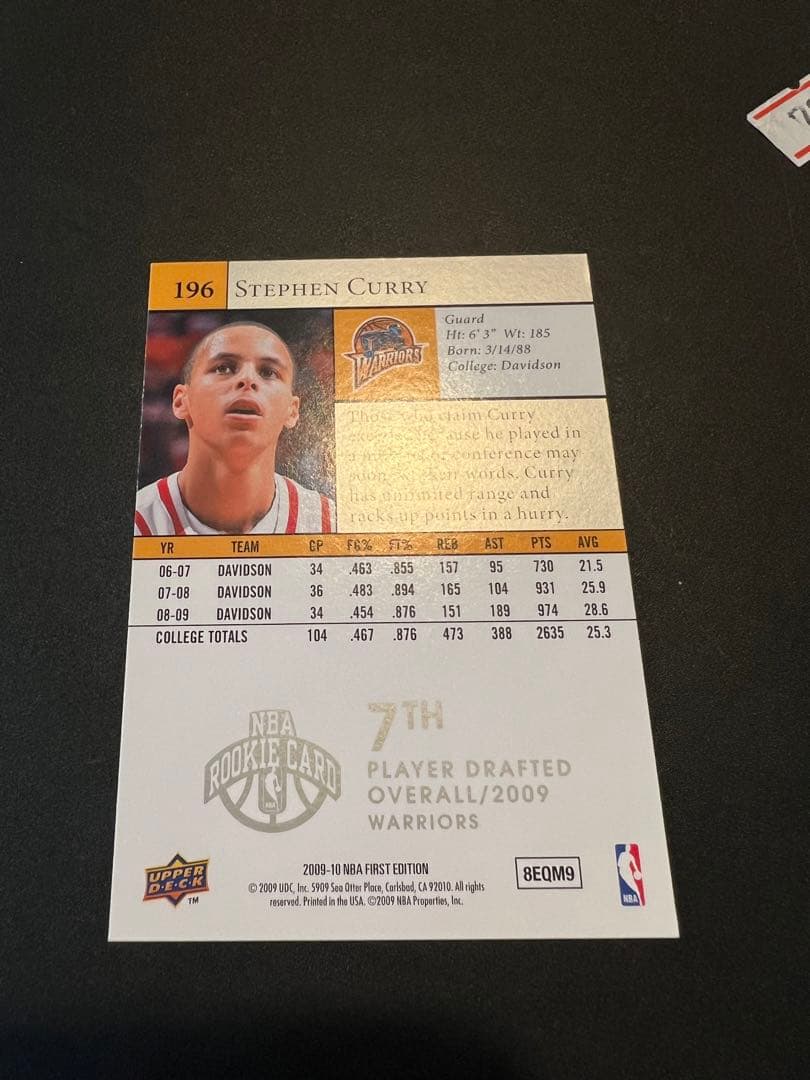 196 STEPHEN CURRY
WARRIORS
Guard
Ht: 6' 3" Wt: 185
Born: 3/14/88
College: Davidson
Those who claim Curry
he played in
conference may
soon words. Curry
has unlimited range and
racks up points in a hurry.
YR TEAM GP FG% FT% REB AST PTS AVG
06-07 DAVIDSON 34 .463 .855 157 95 730 21.5
07-08 DAVIDSON 36 .483 .894 165 104 931 25.9
08-09 DAVIDSON 34 .454 .876 151 189 974 28.6
COLLEGE TOTALS 104 .467 .876 473 388 2635 25.3
NBA
ROOKIE CARD
NBA
7TH
PLAYER DRAFTED
OVERALL/2009
WARRIORS
UPPER
D·E·C·K
TM
2009-10 NBA FIRST EDITION
© 2009 UDC, Inc. 5909 Sea Otter Place, Carlsbad, CA 92010. All rights
reserved. Printed in the USA. ©2009 NBA Properties, Inc.
8EQM9
NBA